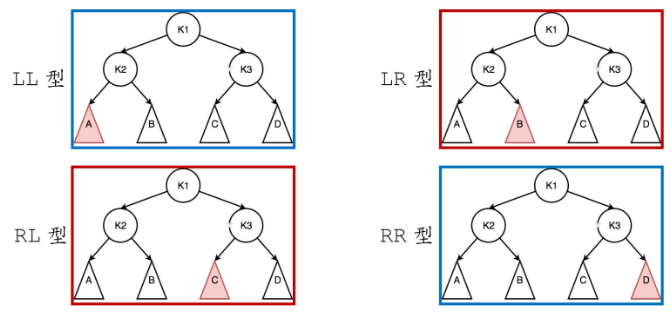 K1
K2 K3
LL 型
A B C D
K1
K2 K3
LR 型
A B C D
K1
K2 K3
RL 型
A B C D
K1
K2 K3
RR 型
A B C D